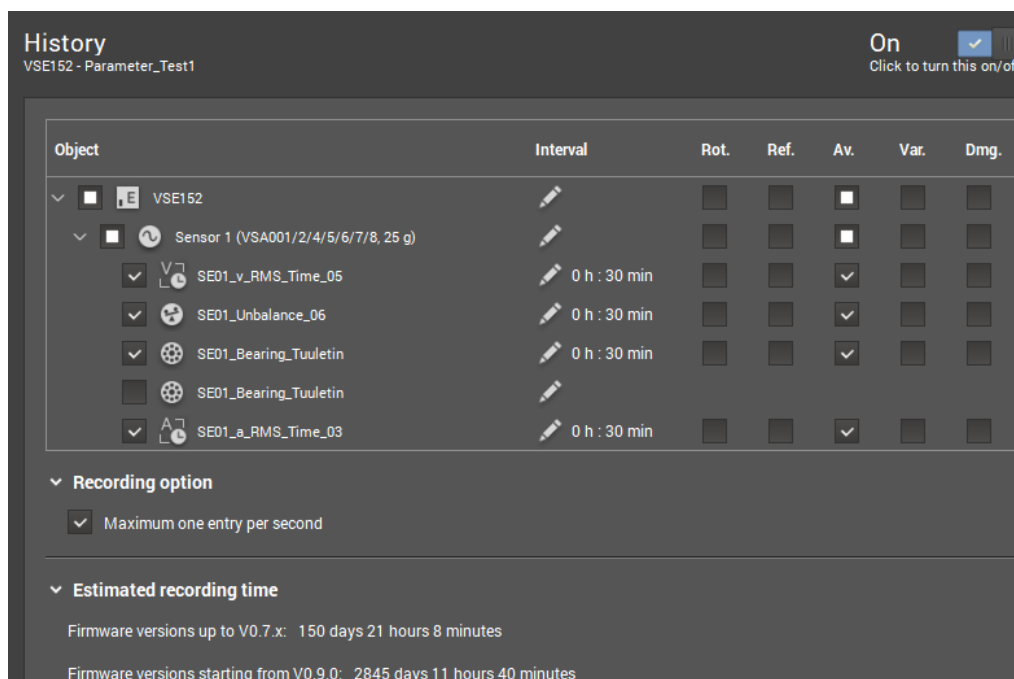 History
VSE152 - Parameter_Test1
On
Click to turn this on/of
Object Interval Rot. Ref. Av. Var. Dmg.
VSE152
Sensor 1 (VSA001/2/4/5/6/7/8, 25 g)
SE01_v_RMS_Time_05 0 h : 30 min
SE01_Unbalance_06 0 h : 30 min
SE01_Bearing_Tuuletin 0 h : 30 min
SE01_Bearing_Tuuletin
SE01_a_RMS_Time_03 0 h : 30 min
Recording option
Maximum one entry per second
Estimated recording time
Firmware versions up to V0.7.x: 150 days 21 hours 8 minutes
Firmware versions starting from V0.9.0: 2845 days 11 hours 40 minutes